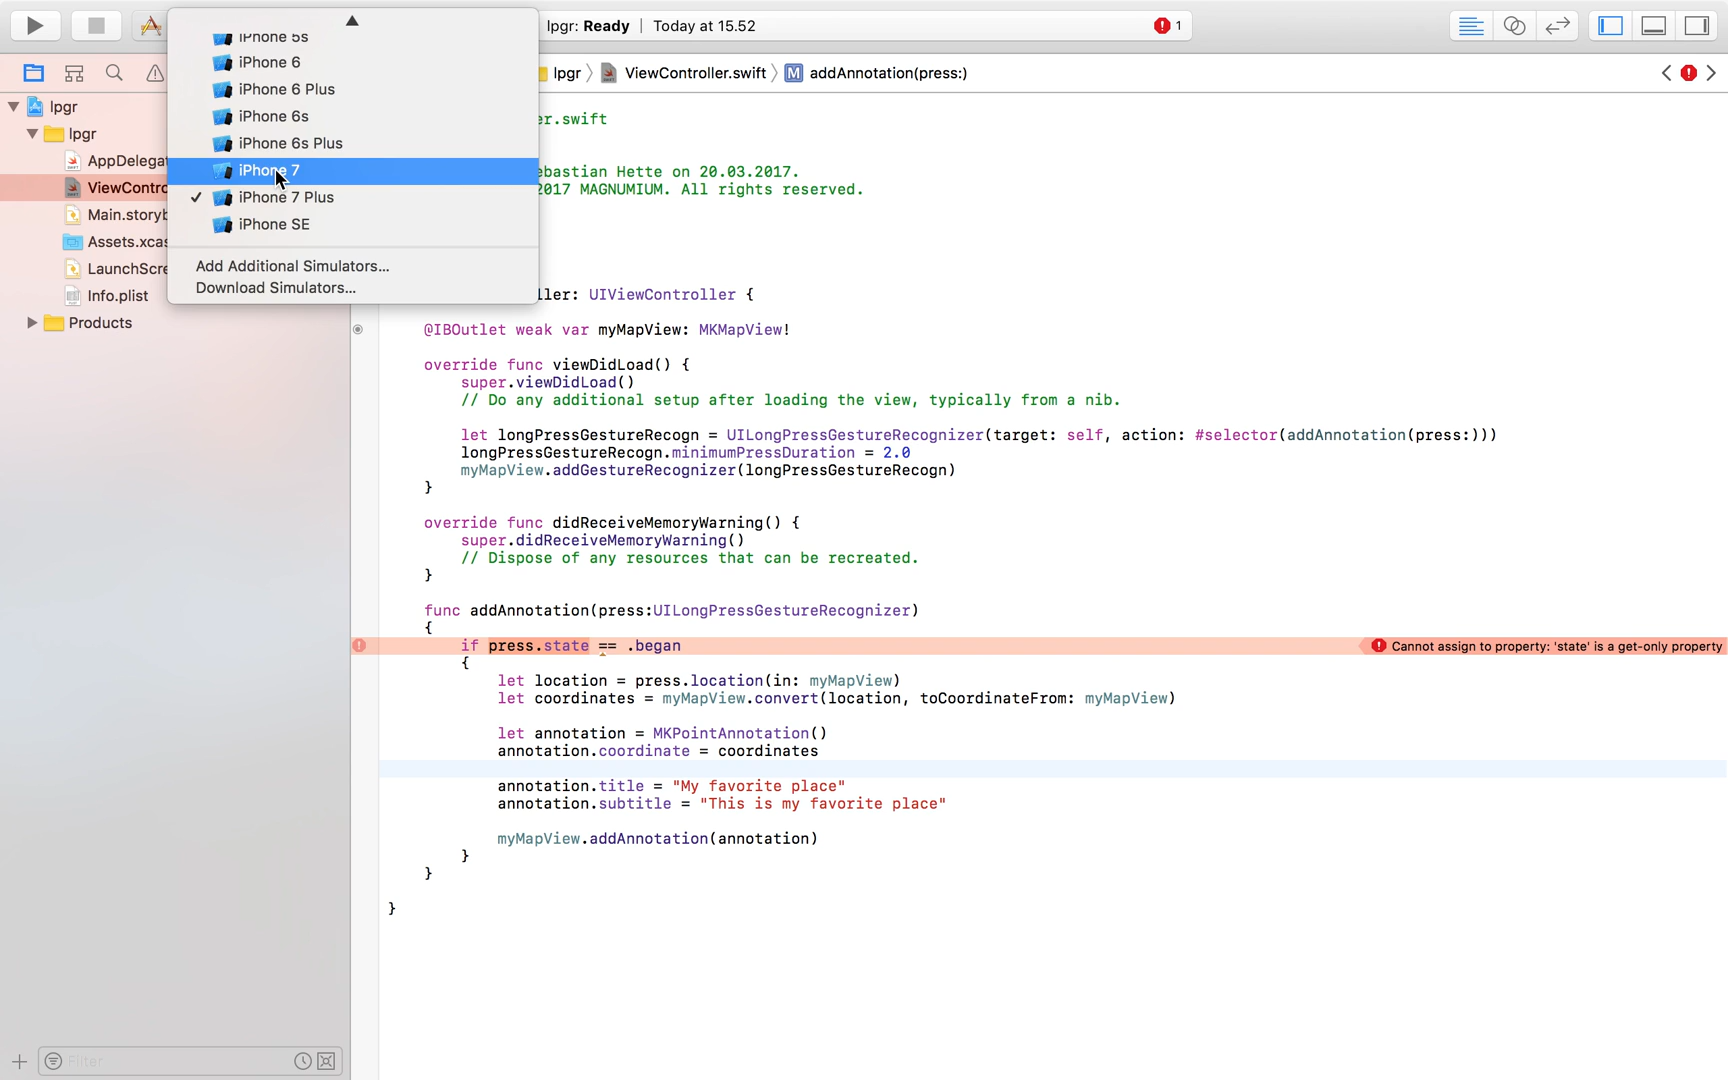 lpgr: Ready | Today at 15.52
1
lpgr ViewController.swift M addAnnotation(press:)
iPhone 5s
iPhone 6
iPhone 6 Plus
iPhone 6s
iPhone 6s Plus
iPhone 7
✓ iPhone 7 Plus
iPhone SE
Add Additional Simulators...
Download Simulators...
lpgr
lpgr
AppDelegat
ViewContro
Main.storyb
Assets.xcas
LaunchScre
Info.plist
Products
Filter
er.swift
ebastian Hette on 20.03.2017.
2017 MAGNUMIUM. All rights reserved.
ller: UIViewController {
@IBOutlet weak var myMapView: MKMapView!
override func viewDidLoad() {
super.viewDidLoad()
// Do any additional setup after loading the view, typically from a nib.
let longPressGestureRecogn = UILongPressGestureRecognizer(target: self, action: #selector(addAnnotation(press:)))
longPressGestureRecogn.minimumPressDuration = 2.0
myMapView.addGestureRecognizer(longPressGestureRecogn)
}
override func didReceiveMemoryWarning() {
super.didReceiveMemoryWarning()
// Dispose of any resources that can be recreated.
}
func addAnnotation(press:UILongPressGestureRecognizer)
{
if press.state == .began
Cannot assign to property: 'state' is a get-only property
{
let location = press.location(in: myMapView)
let coordinates = myMapView.convert(location, toCoordinateFrom: myMapView)
let annotation = MKPointAnnotation()
annotation.coordinate = coordinates
annotation.title = "My favorite place"
annotation.subtitle = "This is my favorite place"
myMapView.addAnnotation(annotation)
}
}
}